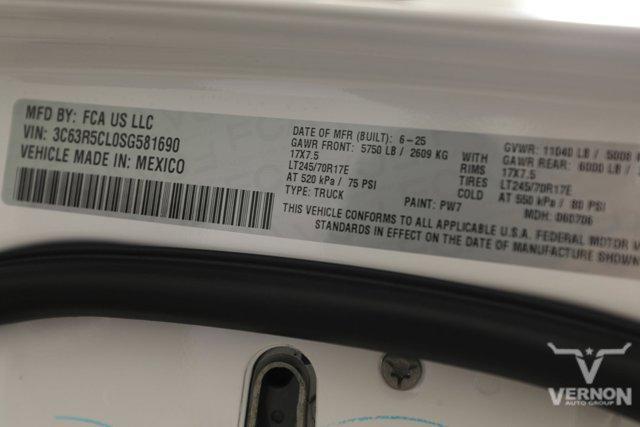 MFD BY: FCA US LLC
VIN: 3C63R5CL0SG581690
VEHICLE MADE IN: MEXICO
DATE OF MFR (BUILT): 6-25 GVWR: 11040 LB / 5008
GAWR FRONT: 5750 LB / 2609 KG WITH GAWR REAR: 6000 LB /
17X7.5 RIMS 17X7.5
LT245/70R17E TIRES LT245/70R17E
AT 520 kPa / 75 PSI COLD AT 550 kPa / 80 PSI
TYPE: TRUCK PAINT: PW7 MDH: 060706
THIS VEHICLE CONFORMS TO ALL APPLICABLE U.S.A. FEDERAL MOTOR
STANDARDS IN EFFECT ON THE DATE OF MANUFACTURE SHOWN
VERNON
AUTO GROUP